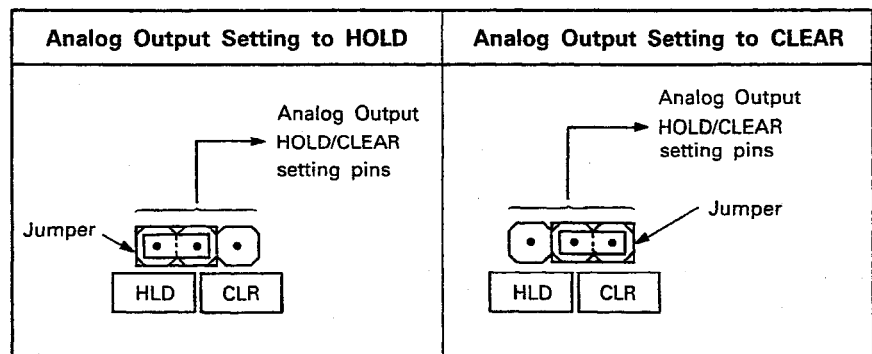 Analog Output Setting to HOLD
Analog Output Setting to CLEAR
Analog Output
HOLD/CLEAR
setting pins
Jumper
HLD
CLR
Analog Output
HOLD/CLEAR
setting pins
Jumper
HLD
CLR